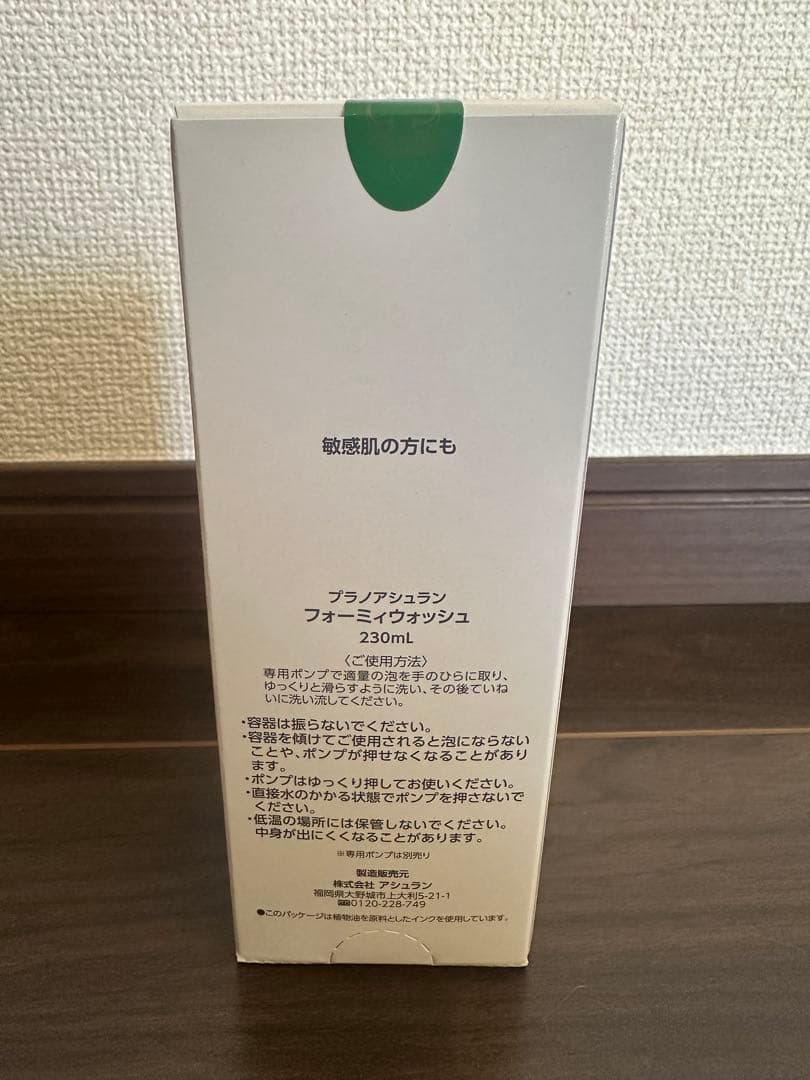 敏感肌の方にも
プラノアシュラン
フォーミィウォッシュ
230mL
〈ご使用方法〉
専用ポンプで適量の泡を手のひらに取り、
ゆっくりと滑らすように洗い、その後ていね
いに洗い流してください。
・容器は振らないでください。
・容器を傾けてご使用されると泡にならない
ことや、ポンプが押せなくなることがあり
ます。
・ポンプはゆっくり押してお使いください。
・直接水のかかる状態でポンプを押さないで
ください。
・低温の場所には保管しないでください。
中身が出にくくなることがあります。
※専用ポンプは別売り
製造販売元
株式会社 アシュラン
福岡県大野城市上大利5-21-1
0120-228-749
●このパッケージは植物油を原料としたインクを使用しています。